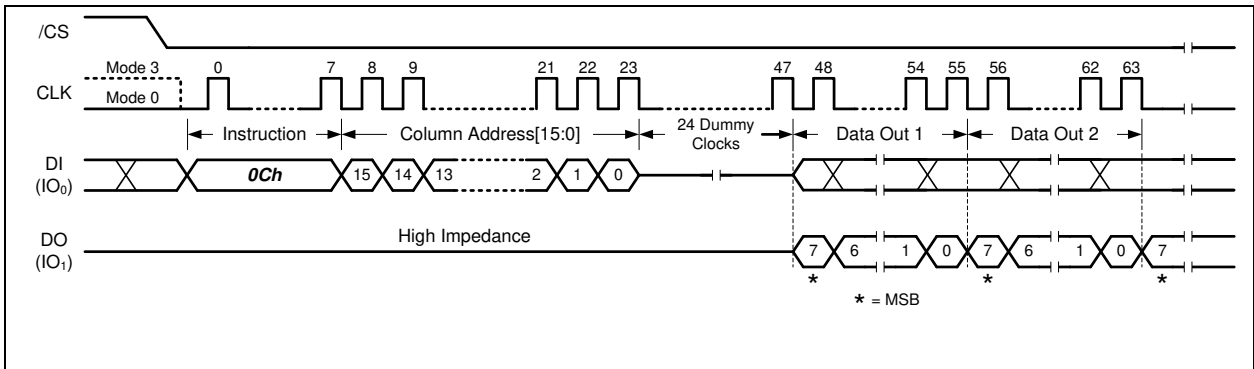 /CS
Mode 3
0 7 8 9 21 22 23 47 48 54 55 56 62 63
CLK
Mode 0
Instruction Column Address[15:0] 24 Dummy Clocks Data Out 1 Data Out 2
DI
(IO₀)
0Ch 15 14 13 2 1 0
High Impedance
DO
(IO₁)
7 6 1 0 7 6 1 0 7
* * *
* = MSB